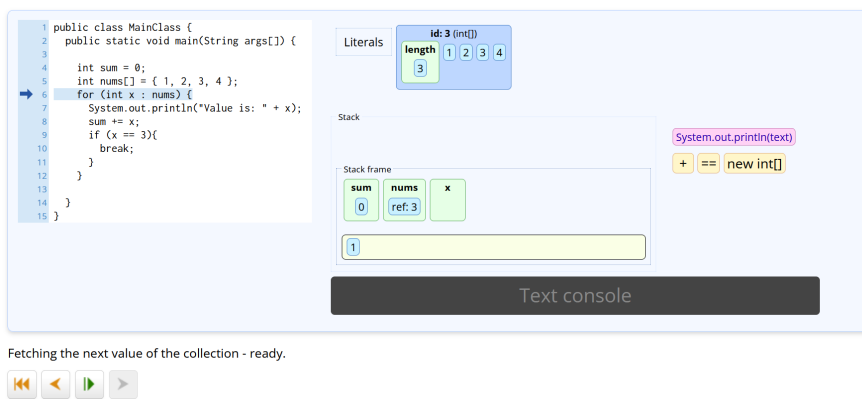 1 public class MainClass {
2 public static void main(String args[]) {
3
4 int sum = 0;
5 int nums[] = { 1, 2, 3, 4 };
6 for (int x : nums) {
7 System.out.println("Value is: " + x);
8 sum += x;
9 if (x == 3){
10 break;
11 }
12 }
13
14 }
15 }
Literals
id: 3 (int[])
length 1 2 3 4
3
Stack
Stack frame
sum nums x
0 ref: 3
1
System.out.println(text)
+ == new int[]
Text console
Fetching the next value of the collection - ready.